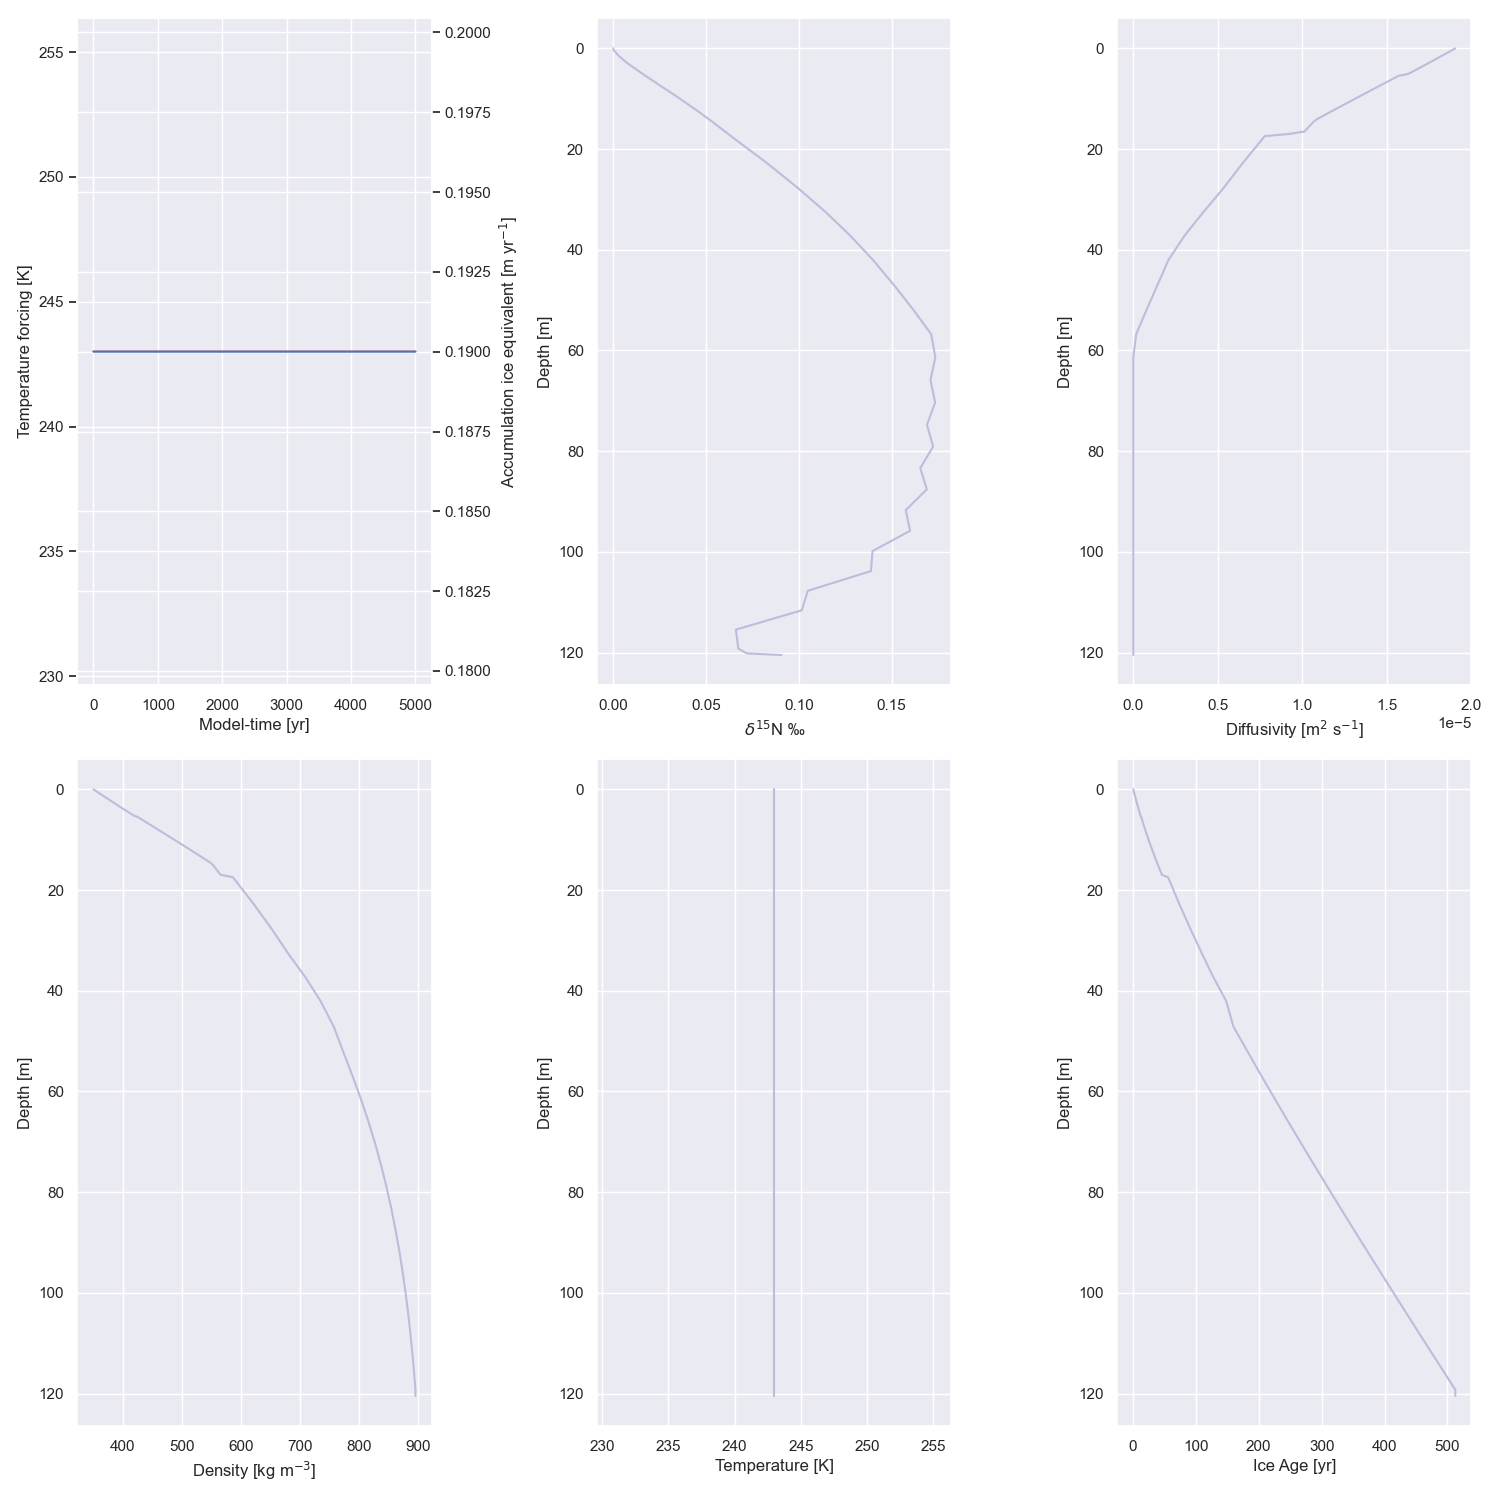 255
250
245
240
235
230
Temperature forcing [K]
0 1000 2000 3000 4000 5000
Model-time [yr]
0.2000
0.1975
0.1950
0.1925
0.1900
0.1875
0.1850
0.1825
0.1800
Accumulation ice equivalent [m yr⁻¹]
0
20
40
60
80
100
120
Depth [m]
0.00 0.05 0.10 0.15
δ¹⁵N ‰
0
20
40
60
80
100
120
Depth [m]
0.0 0.5 1.0 1.5 2.0
1e−5
Diffusivity [m² s⁻¹]
0
20
40
60
80
100
120
Depth [m]
400 500 600 700 800 900
Density [kg m⁻³]
0
20
40
60
80
100
120
Depth [m]
230 235 240 245 250 255
Temperature [K]
0
20
40
60
80
100
120
Depth [m]
0 100 200 300 400 500
Ice Age [yr]